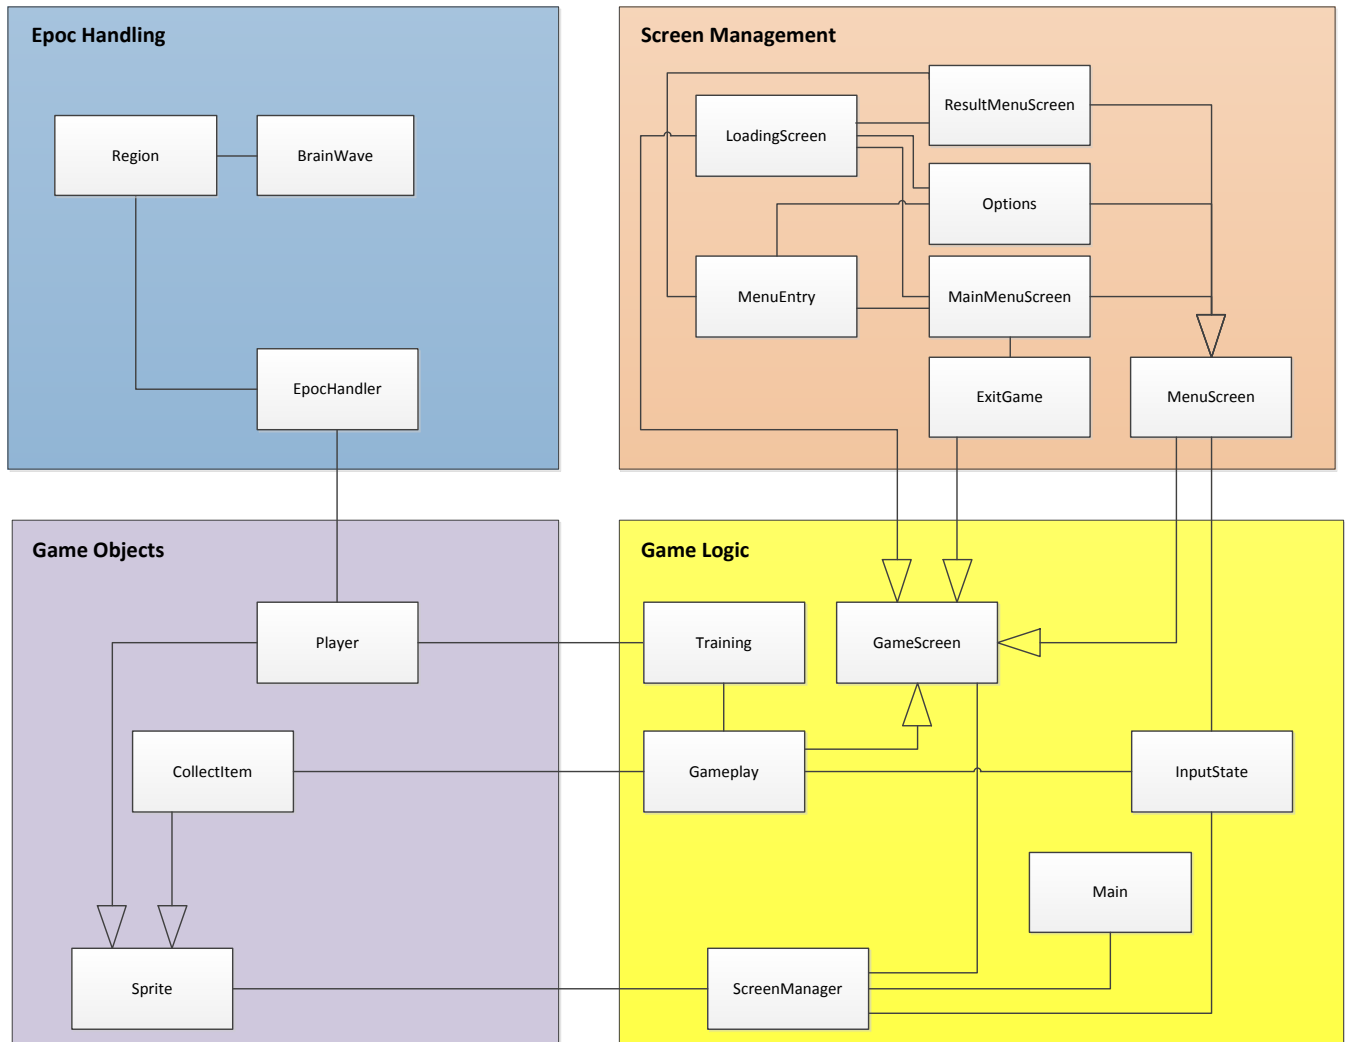 Epoc Handling
Region
BrainWave
EpocHandler
Screen Management
ResultMenuScreen
LoadingScreen
Options
MenuEntry
MainMenuScreen
ExitGame
MenuScreen
Game Objects
Player
CollectItem
Sprite
Game Logic
Training
GameScreen
Gameplay
InputState
Main
ScreenManager